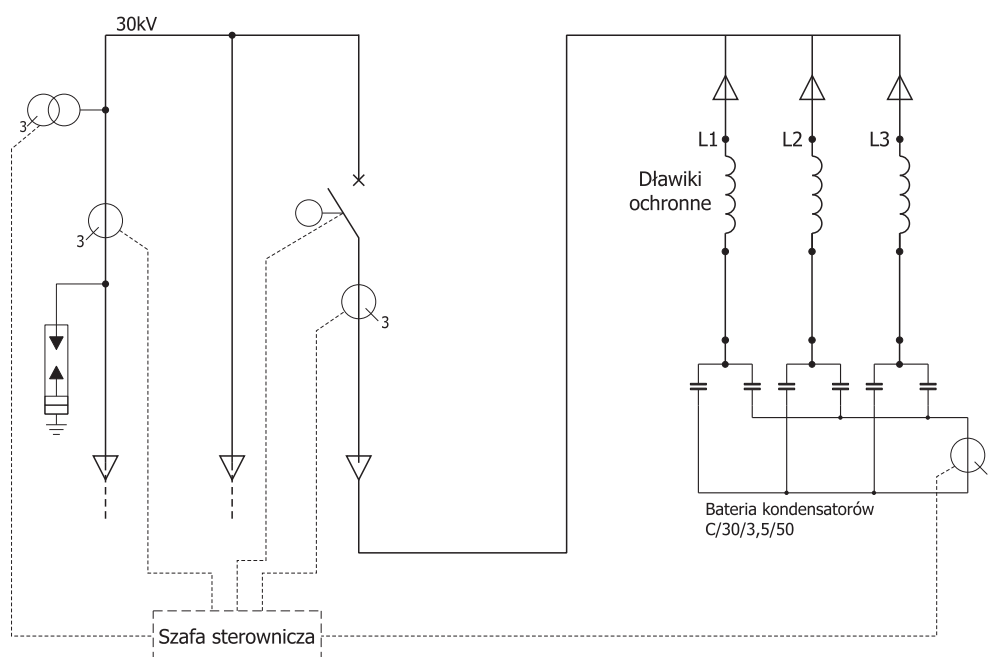 30kV
3
3
3
L1
L2
L3
Dławiki
ochronne
Bateria kondensatorów
C/30/3,5/50
Szafa sterownicza